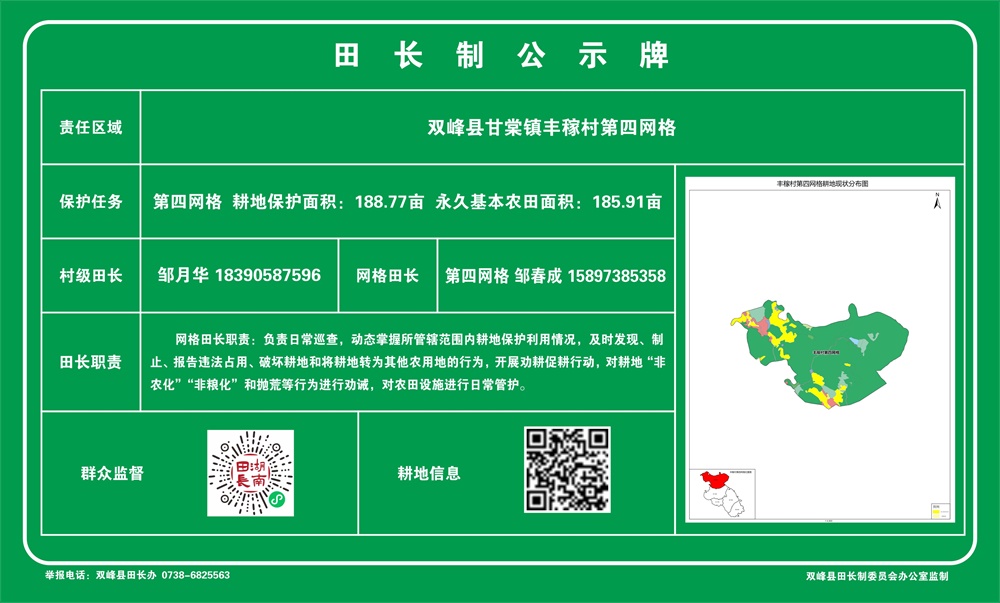 田长制公示牌
责任区域
双峰县甘棠镇丰稼村第四网格
保护任务
第四网格 耕地保护面积：188.77亩 永久基本农田面积：185.91亩
村级田长
邹月华 18390587596
网格田长
第四网格 邹春成 15897385358
田长职责
网格田长职责：负责日常巡查，动态掌握所管辖范围内耕地保护利用情况，及时发现、制
止、报告违法占用、破坏耕地和将耕地转为其他农用地的行为，开展劝耕促耕行动，对耕地“非
农化”“非粮化”和抛荒等行为进行劝诫，对农田设施进行日常管护。
群众监督
湖南
田長
耕地信息
丰稼村第四网格耕地现状分布图
N
丰稼村第四网格
举报电话：双峰县田长办 0738-6825563
双峰县田长制委员会办公室监制